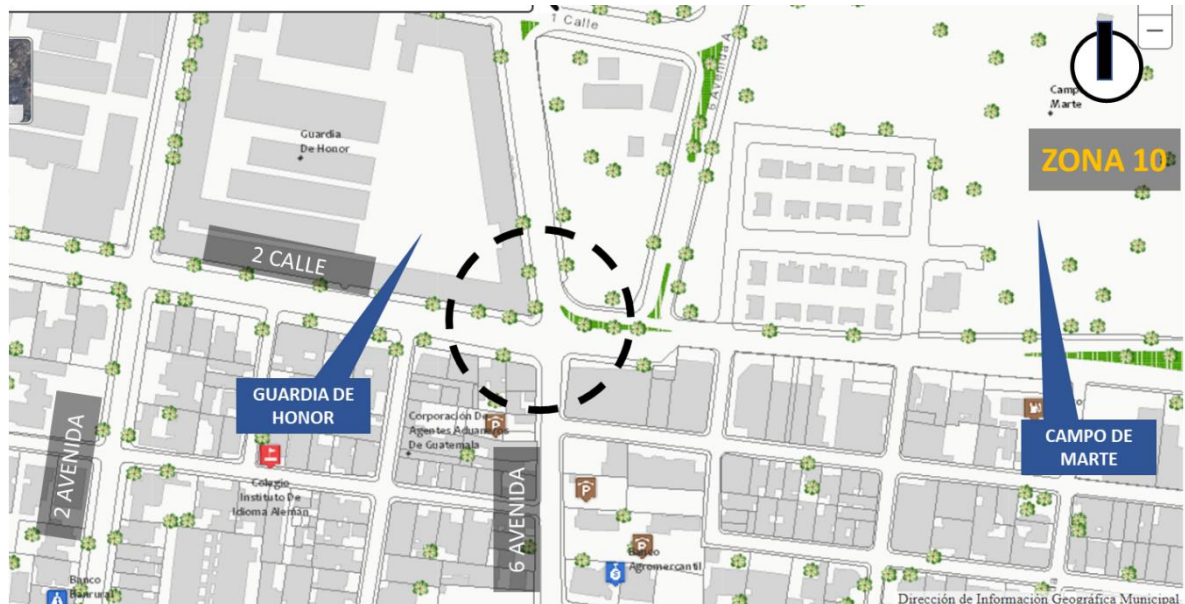 1 Calle
6 Avenida A
Campo
Marte
Guardia
De Honor
ZONA 10
2 CALLE
GUARDIA DE
HONOR
Corporación De
Agentes Aduaneros
De Guatemala
CAMPO DE
MARTE
2 AVENIDA
6 AVENIDA
Colegio
Instituto De
Idioma Alemán
Banco
Agromercantil
Banco
Banrural
Dirección de Información Geográfica Municipal